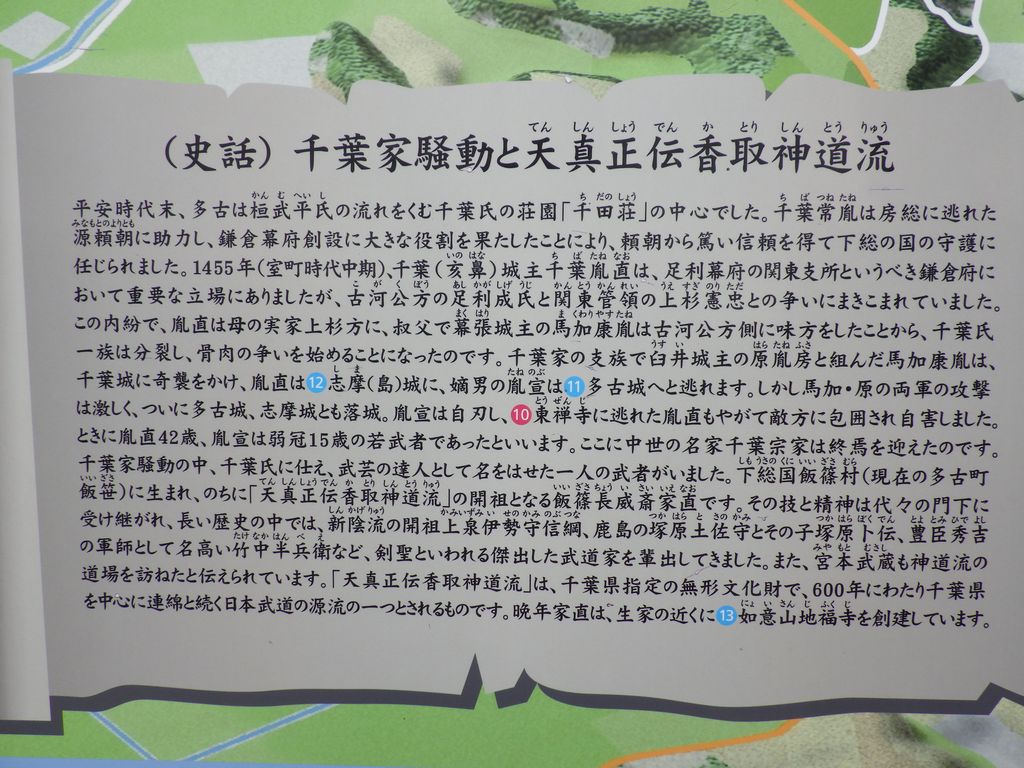 (史話) 千葉家騒動と天真正伝香取神道流
平安時代末、多古は桓武平氏の流れをくむ千葉氏の荘園「千田荘」の中心でした。千葉常胤は房総に逃れた
源頼朝に助力し、鎌倉幕府創設に大きな役割を果たしたことにより、頼朝から篤い信頼を得て下総の国の守護に
任じられました。1455年(室町時代中期)、千葉(亥鼻)城主千葉胤直は、足利幕府の関東支所というべき鎌倉府に
おいて重要な立場にありましたが、古河公方の足利成氏と関東管領の上杉憲忠との争いにまきこまれていました。
この内紛で、胤直は母の実家上杉方に、叔父で幕張城主の馬加康胤は古河公方側に味方をしたことから、千葉氏
一族は分裂し、骨肉の争いを始めることになったのです。千葉家の支族で臼井城主の原胤房と組んだ馬加康胤は、
千葉城に奇襲をかけ、胤直は⑫志摩(島)城に、嫡男の胤宣は⑪多古城へと逃れます。しかし馬加・原の両軍の攻撃
は激しく、ついに多古城、志摩城とも落城。胤宣は自刃し、⑩東禅寺に逃れた胤直もやがて敵方に包囲され自害しました。
ときに胤直42歳、胤宣は弱冠15歳の若武者であったといいます。ここに中世の名家千葉宗家は終焉を迎えたのです。
千葉家騒動の中、千葉氏に仕え、武芸の達人として名をはせた一人の武者がいました。下総国飯篠村(現在の多古町
飯笹)に生まれ、のちに「天真正伝香取神道流」の開祖となる飯篠長威斎家直です。その技と精神は代々の門下に
受け継がれ、長い歴史の中では、新陰流の開祖上泉伊勢守信綱、鹿島の塚原土佐守とその子塚原卜伝、豊臣秀吉
の軍師として名高い竹中半兵衛など、剣聖といわれる傑出した武道家を輩出してきました。また、宮本武蔵も神道流の
道場を訪ねたと伝えられています。「天真正伝香取神道流」は、千葉県指定の無形文化財で、600年にわたり千葉県
を中心に連綿と続く日本武道の源流の一つとされるものです。晩年家直は、生家の近くに⑬如意山地福寺を創建しています。